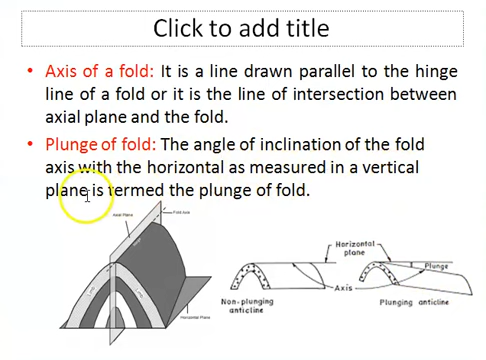 Click to add title
• Axis of a fold: It is a line drawn parallel to the hinge
line of a fold or it is the line of intersection between
axial plane and the fold.
• Plunge of fold: The angle of inclination of the fold
axis with the horizontal as measured in a vertical
plane is termed the plunge of fold.
Axial Plane
Fold Axis
Limb
Limb
Horizontal Plane
Horizontal
plane
Plunge
Axis
Non-plunging
anticline
Plunging anticline